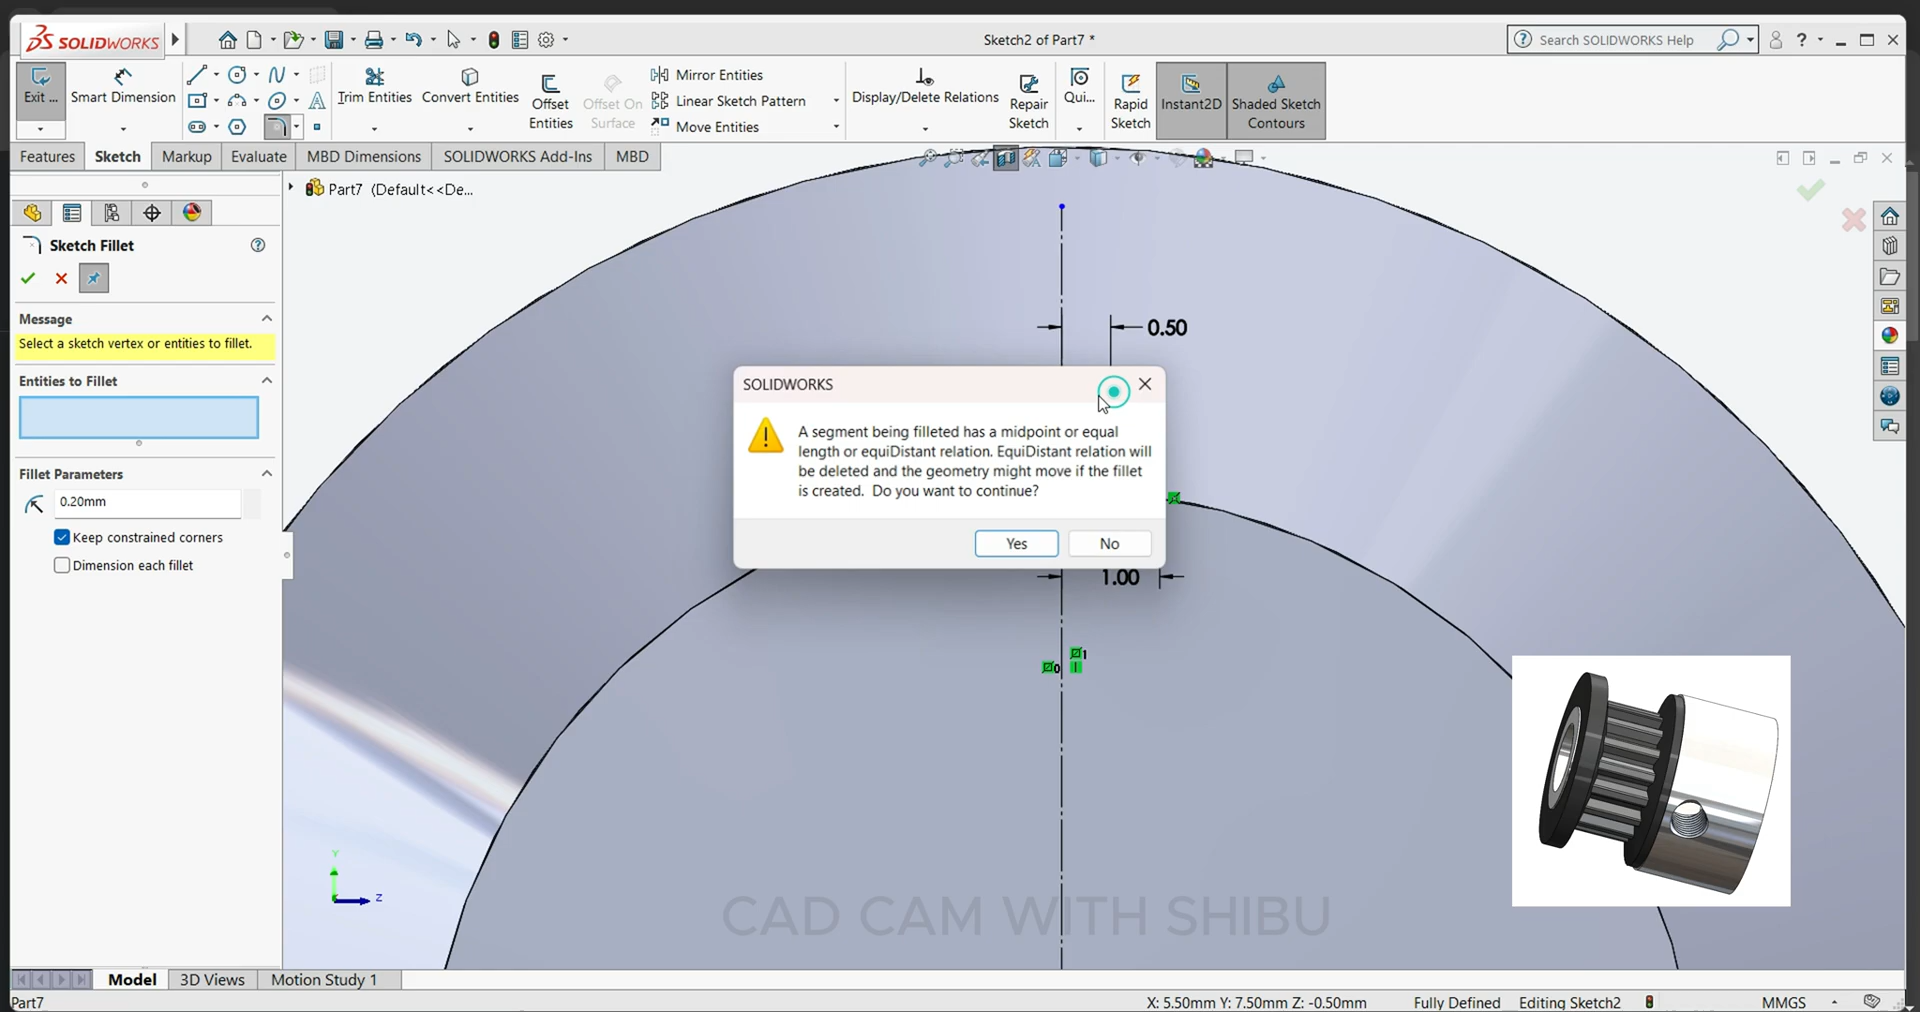 SOLIDWORKS
Sketch2 of Part7 *
Search SOLIDWORKS Help
Exit ...
Smart Dimension
Trim Entities
Convert Entities
Offset Entities
Offset On Surface
Mirror Entities
Linear Sketch Pattern
Move Entities
Display/Delete Relations
Repair Sketch
Qui...
Rapid Sketch
Instant2D
Shaded Sketch Contours
Features
Sketch
Markup
Evaluate
MBD Dimensions
SOLIDWORKS Add-Ins
MBD
Part7 (Default<<De...
Sketch Fillet
Message
Select a sketch vertex or entities to fillet.
Entities to Fillet
Fillet Parameters
0.20mm
Keep constrained corners
Dimension each fillet
0.50
SOLIDWORKS
A segment being filleted has a midpoint or equal
length or equiDistant relation. EquiDistant relation will
be deleted and the geometry might move if the fillet
is created. Do you want to continue?
Yes
No
1.00
1
0
Y
Z
CAD CAM WITH SHIBU
Model
3D Views
Motion Study 1
Part7
X: 5.50mm Y: 7.50mm Z: -0.50mm
Fully Defined
Editing Sketch2
MMGS